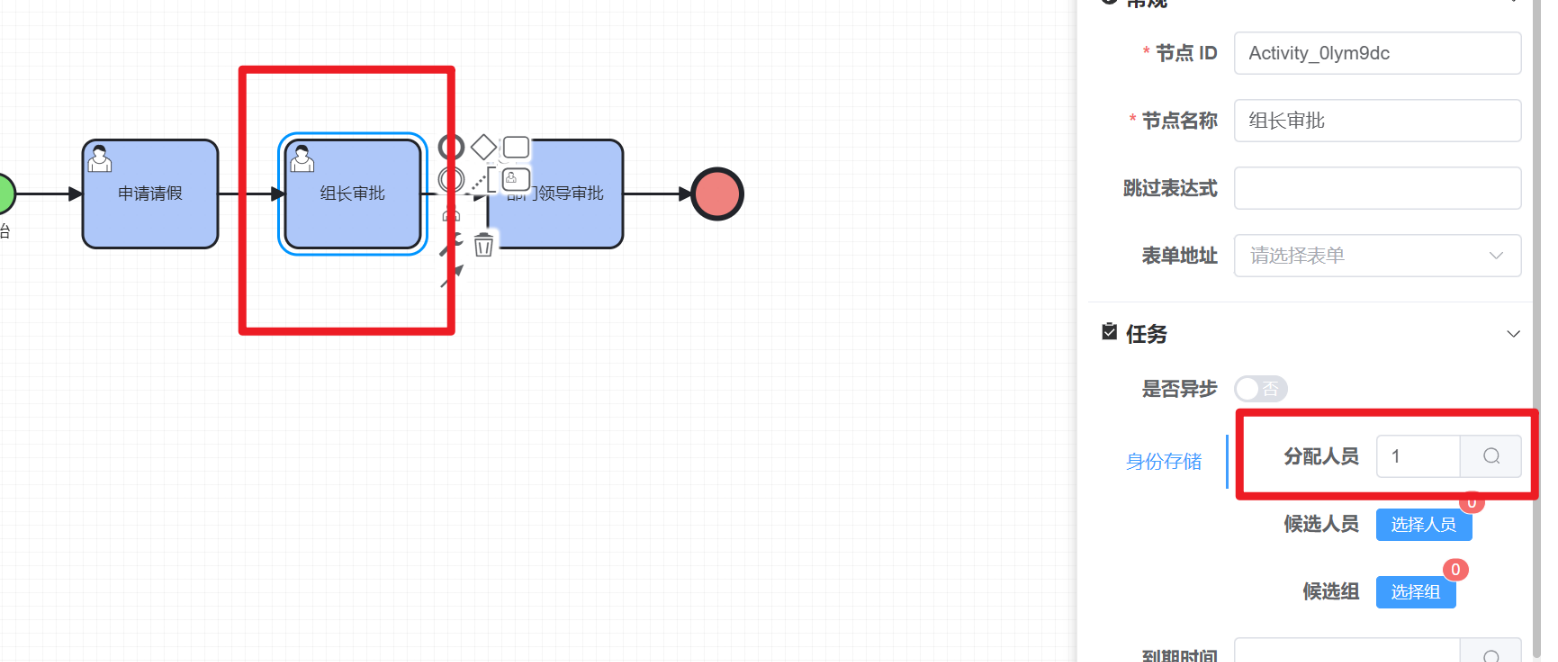 常规
* 节点 ID
Activity_0lym9dc
* 节点名称
组长审批
跳过表达式
表单地址
请选择表单
任务
是否异步
否
身份存储
分配人员
1
候选人员
选择人员
0
候选组
选择组
0
到期时间
始
申请请假
组长审批
部门领导审批